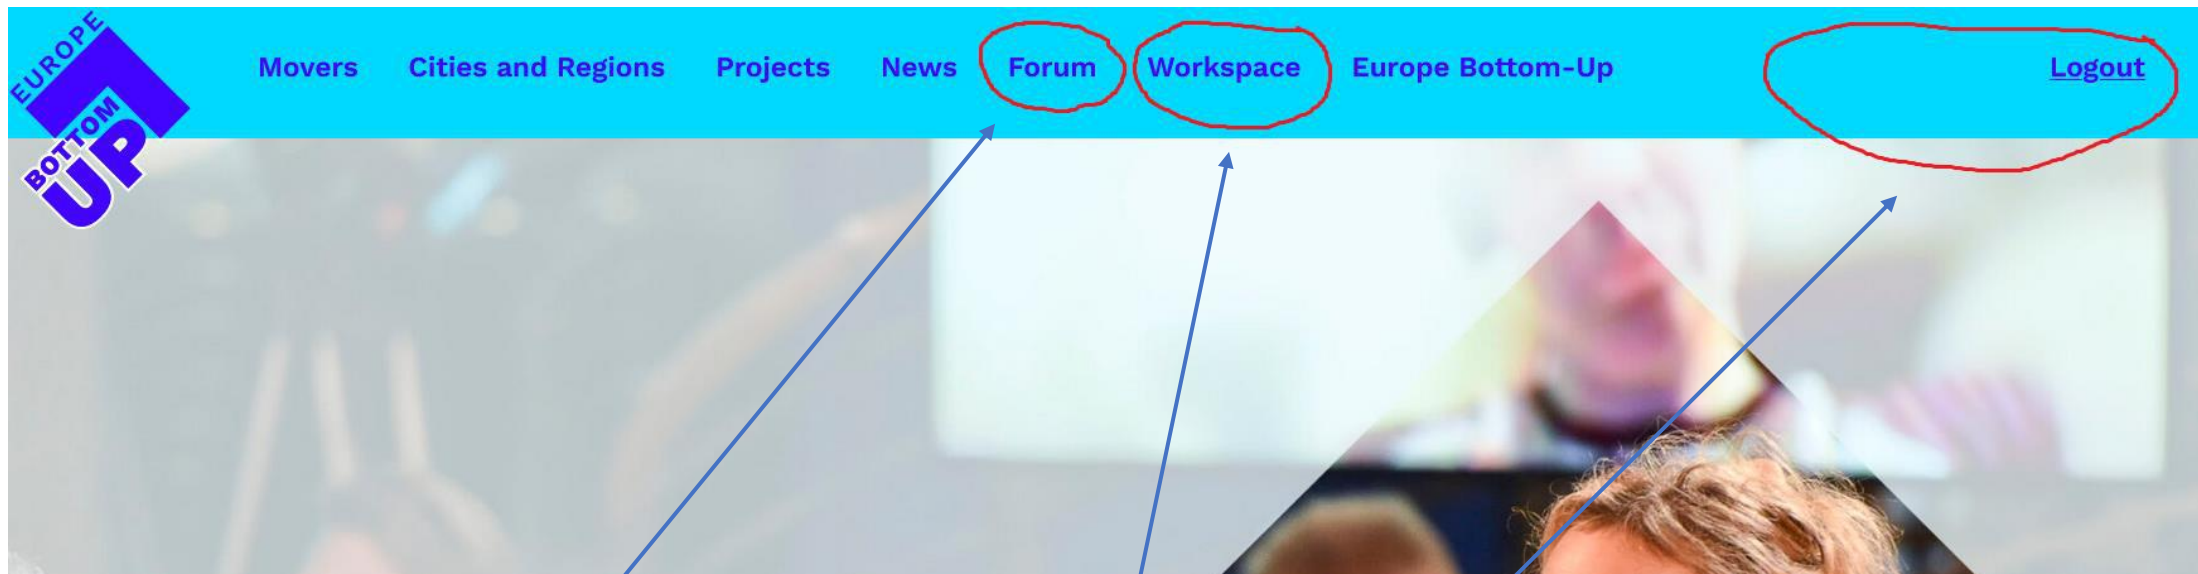 EUROPE
BOTTOM
UP
Movers Cities and Regions Projects News Forum Workspace Europe Bottom-Up Logout